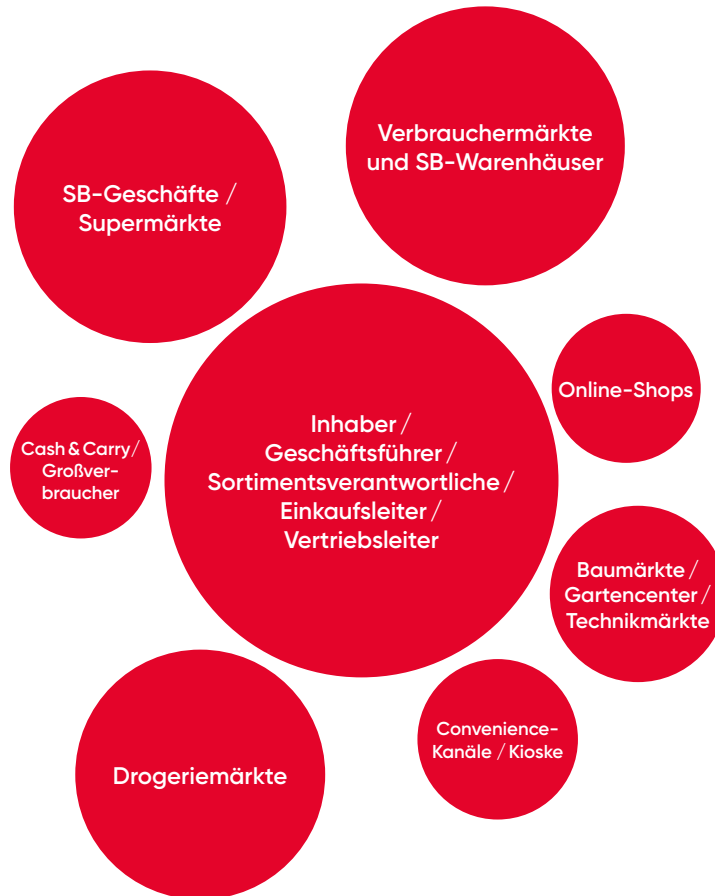 Verbrauchermärkte
und SB-Warenhäuser
SB-Geschäfte /
Supermärkte
Online-Shops
Inhaber /
Geschäftsführer /
Sortimentsverantwortliche /
Einkaufsleiter /
Vertriebsleiter
Cash & Carry /
Großver-
braucher
Baumärkte /
Gartencenter /
Technikmärkte
Convenience-
Kanäle / Kioske
Drogeriemärkte